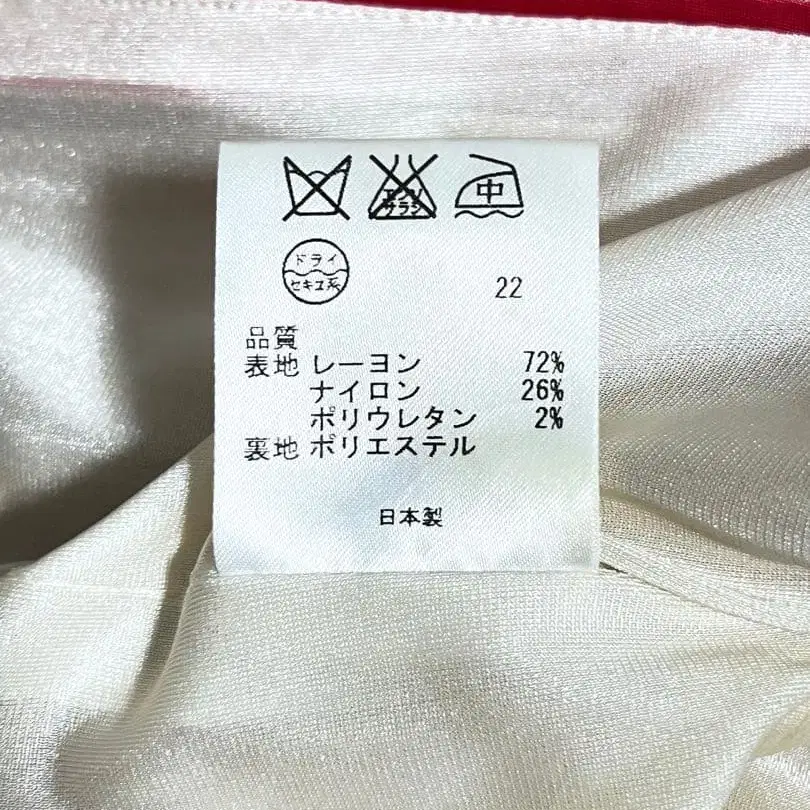 エンソ サラシ 中
ドライ
セキユ系
22
品質
表地 レーヨン 72%
ナイロン 26%
ポリウレタン 2%
裏地 ポリエステル
日本製